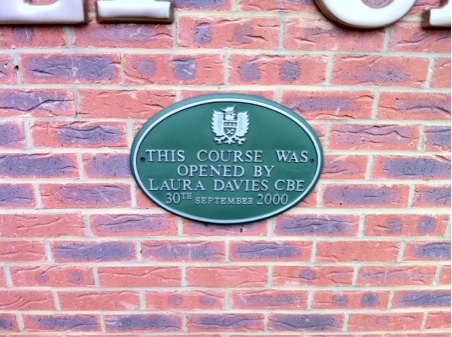 THIS COURSE WAS
OPENED BY
LAURA DAVIES CBE
30TH SEPTEMBER 2000